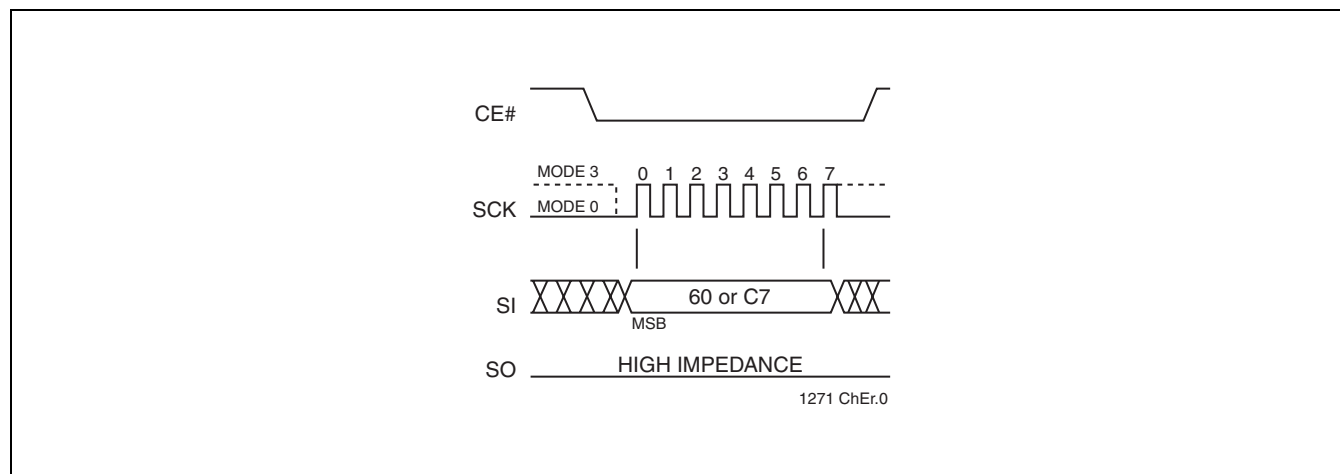 CE#
MODE 3
0 1 2 3 4 5 6 7
SCK
MODE 0
SI
60 or C7
MSB
SO
HIGH IMPEDANCE
1271 ChEr.0